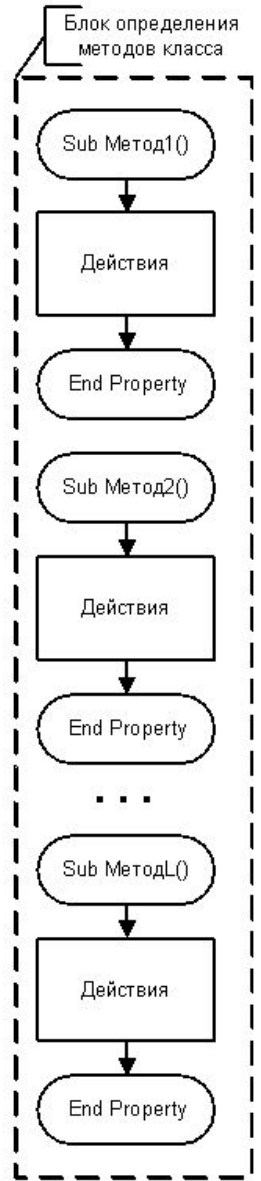 Блок определения
методов класса
Sub Метод1()
Действия
End Property
Sub Метод2()
Действия
End Property
. . .
Sub МетодL()
Действия
End Property